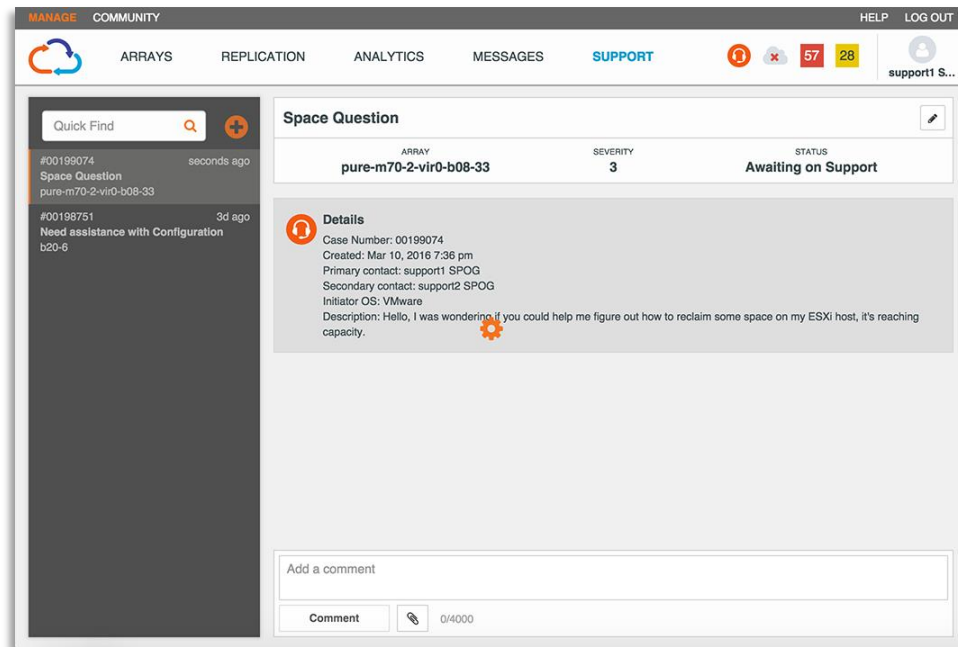 MANAGE COMMUNITY HELP LOG OUT
ARRAYS REPLICATION ANALYTICS MESSAGES SUPPORT 57 28
support1 S...
Quick Find
#00199074 seconds ago
Space Question
pure-m70-2-vir0-b08-33
#00198751 3d ago
Need assistance with Configuration
b20-6
Space Question
ARRAY SEVERITY STATUS
pure-m70-2-vir0-b08-33 3 Awaiting on Support
Details
Case Number: 00199074
Created: Mar 10, 2016 7:36 pm
Primary contact: support1 SPOG
Secondary contact: support2 SPOG
Initiator OS: VMware
Description: Hello, I was wondering if you could help me figure out how to reclaim some space on my ESXi host, it's reaching
capacity.
Add a comment
Comment 0/4000